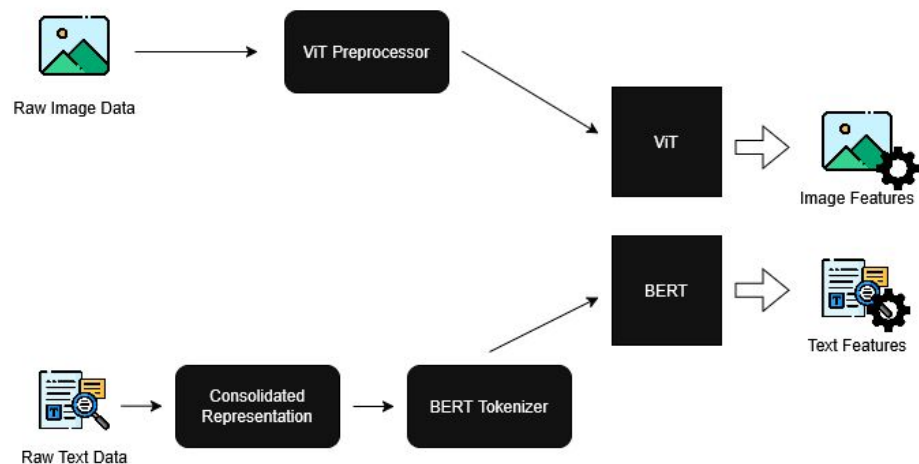 ViT Preprocessor
Raw Image Data
ViT
Image Features
BERT
Text Features
Consolidated
Representation
BERT Tokenizer
Raw Text Data